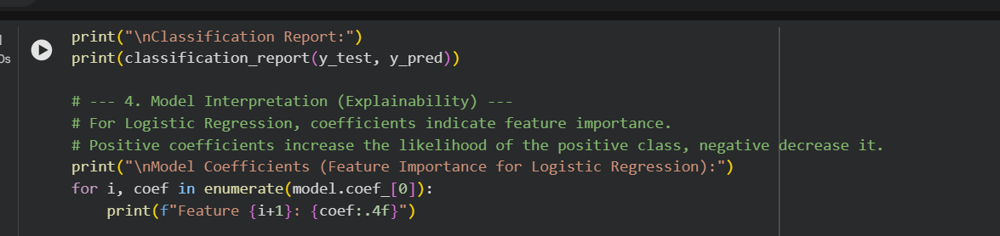 print("\nClassification Report:")
0s
print(classification_report(y_test, y_pred))
# --- 4. Model Interpretation (Explainability) ---
# For Logistic Regression, coefficients indicate feature importance.
# Positive coefficients increase the likelihood of the positive class, negative decrease it.
print("\nModel Coefficients (Feature Importance for Logistic Regression):")
for i, coef in enumerate(model.coef_[0]):
    print(f"Feature {i+1}: {coef:.4f}")